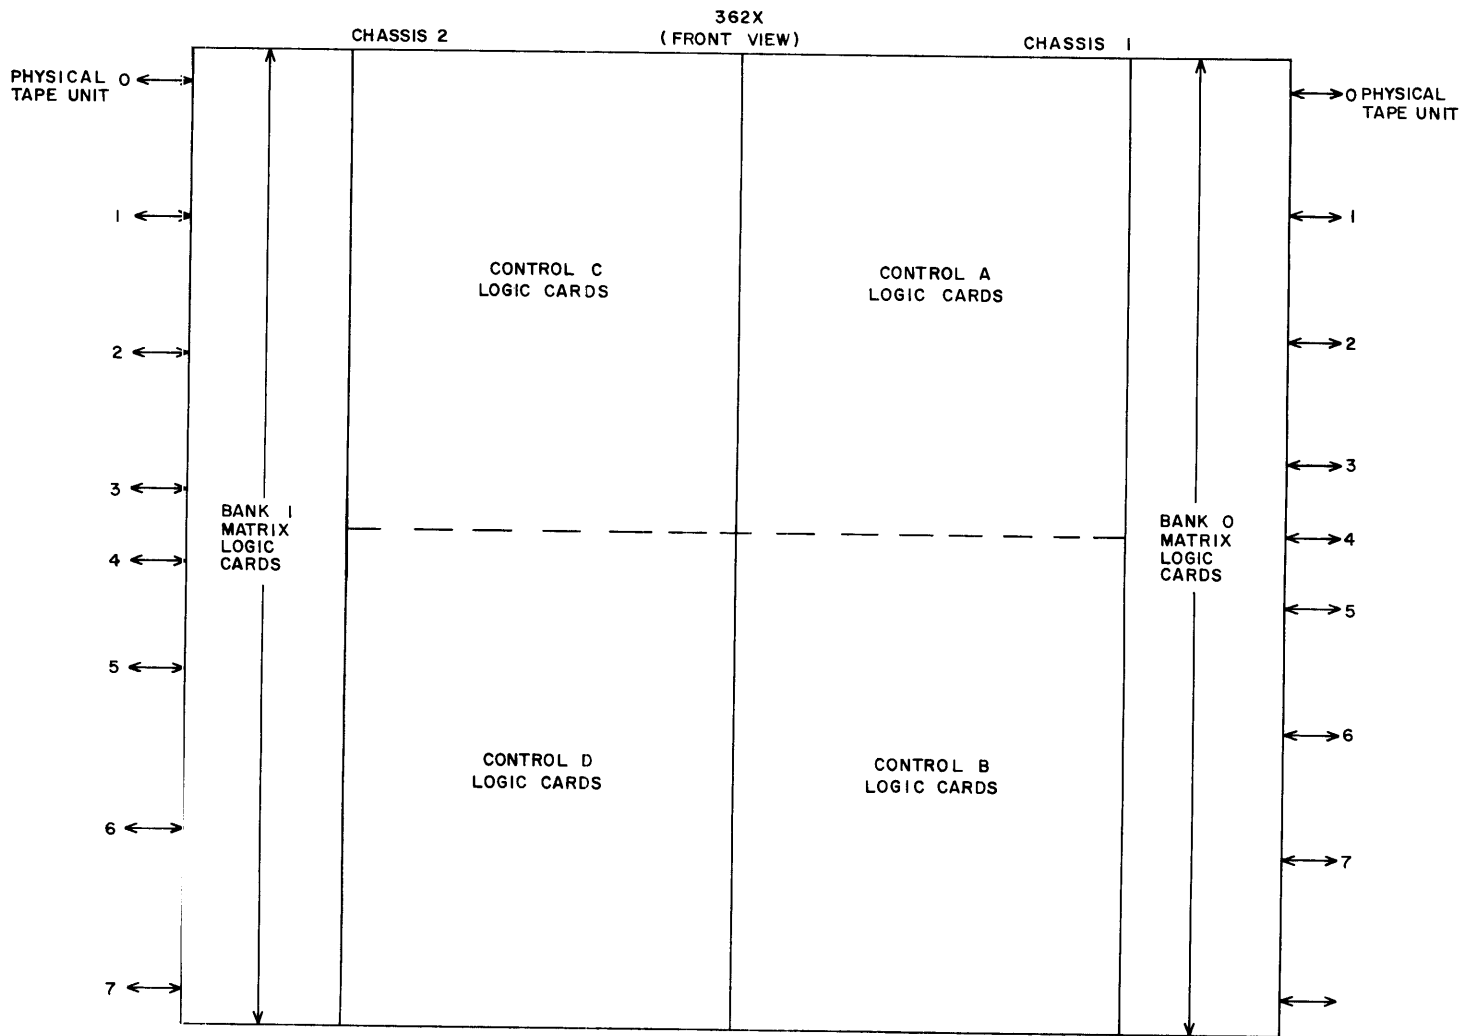 362X
(FRONT VIEW)
CHASSIS 2
CHASSIS 1
PHYSICAL 0
TAPE UNIT
0 PHYSICAL
TAPE UNIT
1
1
CONTROL C
LOGIC CARDS
CONTROL A
LOGIC CARDS
2
2
3
3
BANK 1
MATRIX
LOGIC
CARDS
BANK 0
MATRIX
LOGIC
CARDS
4
4
5
5
6
CONTROL D
LOGIC CARDS
CONTROL B
LOGIC CARDS
6
7
7